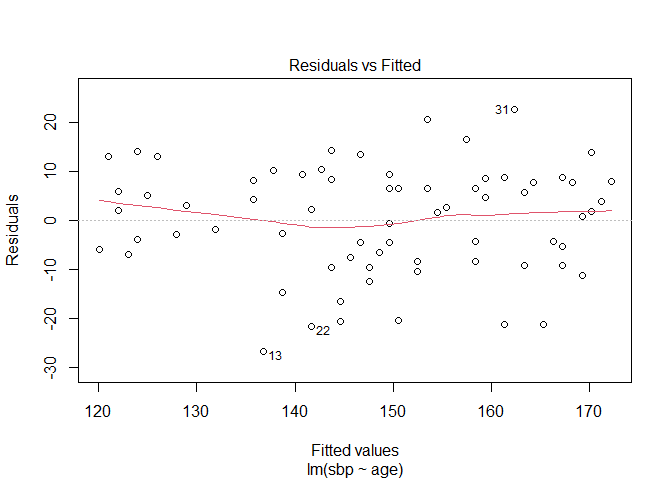 Residuals vs Fitted
Residuals
20
10
0
-10
-20
-30
31
22
13
120 130 140 150 160 170
Fitted values
lm(sbp ~ age)